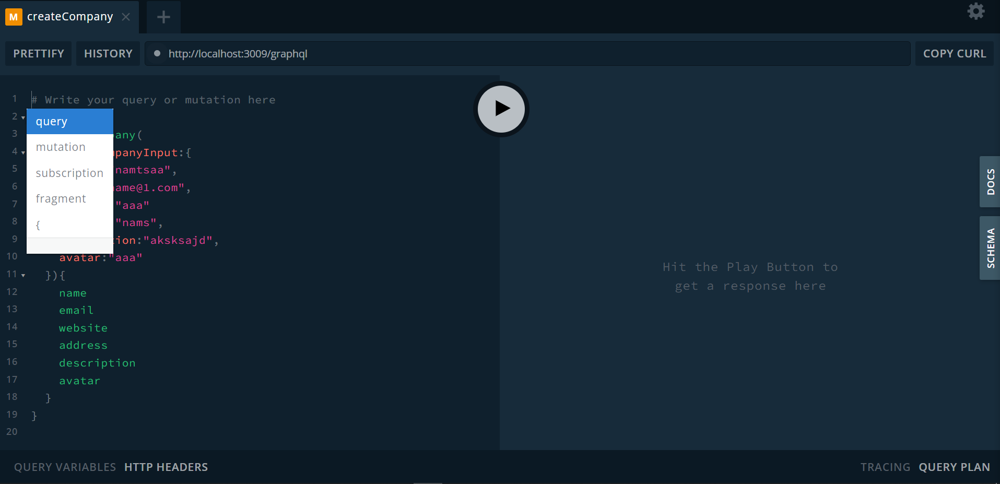 M createCompany
PRETTIFY HISTORY http://localhost:3009/graphql COPY CURL
1 # Write your query or mutation here
2
3 any(
4 mpanyInput:{
5 namtsaa",
6 ame@1.com",
7 "aaa"
8 "nams",
9 tion:"aksksajd",
10 avatar:"aaa"
11 }){
12 name
13 email
14 website
15 address
16 description
17 avatar
18 }
19 }
20
query
mutation
subscription
fragment
{
Hit the Play Button to
get a response here
DOCS
SCHEMA
QUERY VARIABLES HTTP HEADERS TRACING QUERY PLAN